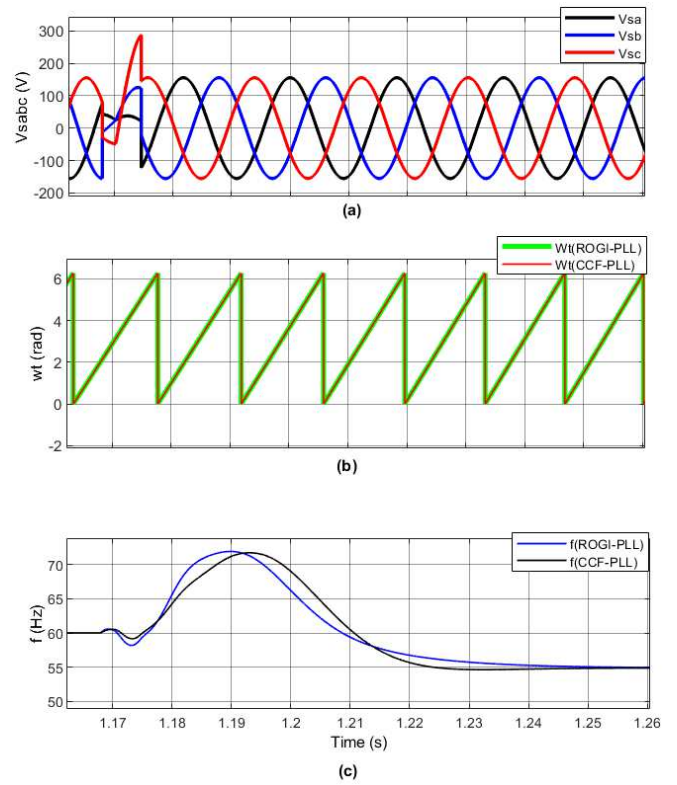 Vsa
Vsb
Vsc
Vsabc (V)
300
200
100
0
-100
-200
(a)
Wt(ROGI-PLL)
Wt(CCF-PLL)
wt (rad)
6
4
2
0
-2
(b)
f(ROGI-PLL)
f(CCF-PLL)
f (Hz)
70
65
60
55
50
1.17 1.18 1.19 1.2 1.21 1.22 1.23 1.24 1.25 1.26
Time (s)
(c)